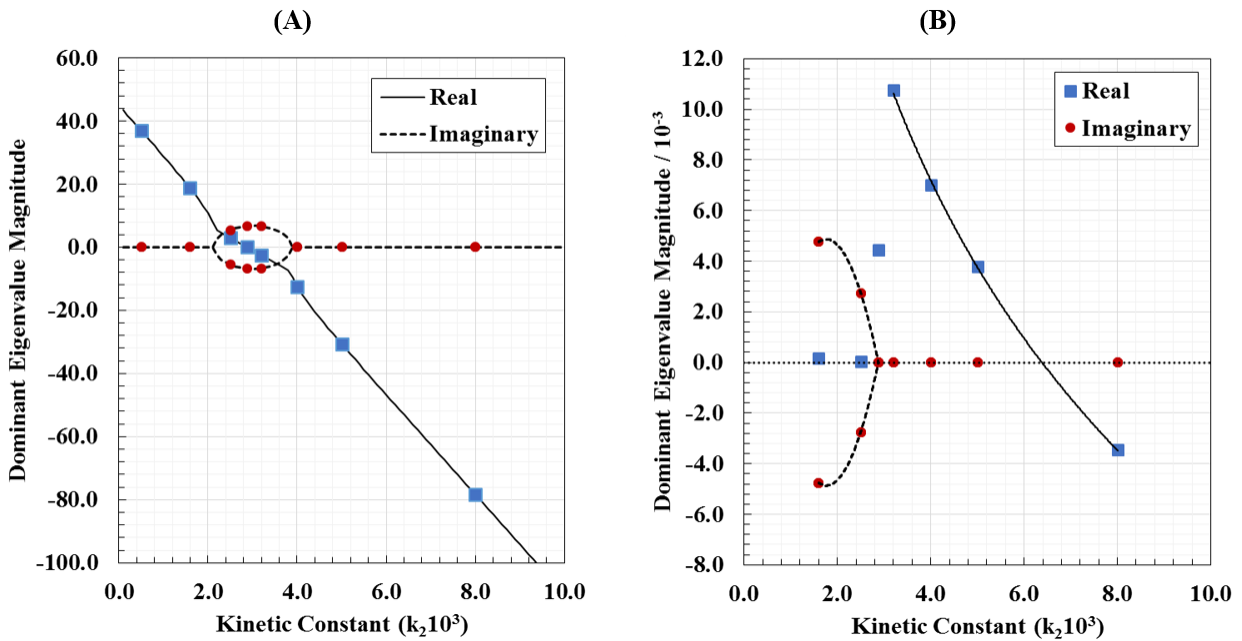 (A)
60.0
40.0
20.0
0.0
-20.0
-40.0
-60.0
-80.0
-100.0
0.0 2.0 4.0 6.0 8.0 10.0
Dominant Eigenvalue Magnitude
Kinetic Constant (k₂10³)
Real
Imaginary
(B)
12.0
10.0
8.0
6.0
4.0
2.0
0.0
-2.0
-4.0
-6.0
-8.0
0.0 2.0 4.0 6.0 8.0 10.0
Dominant Eigenvalue Magnitude / 10⁻³
Kinetic Constant (k₂10³)
Real
Imaginary